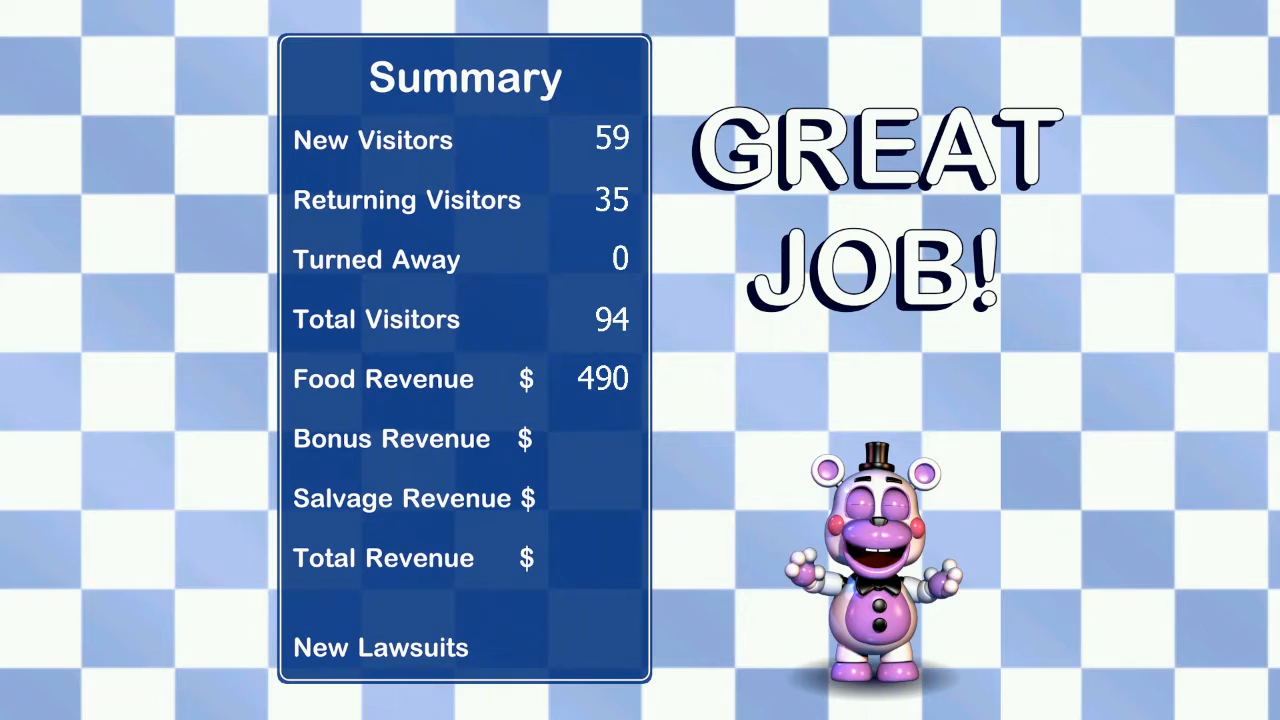 Summary
New Visitors 59
Returning Visitors 35
Turned Away 0
Total Visitors 94
Food Revenue $ 490
Bonus Revenue $
Salvage Revenue $
Total Revenue $
New Lawsuits
GREAT
JOB!